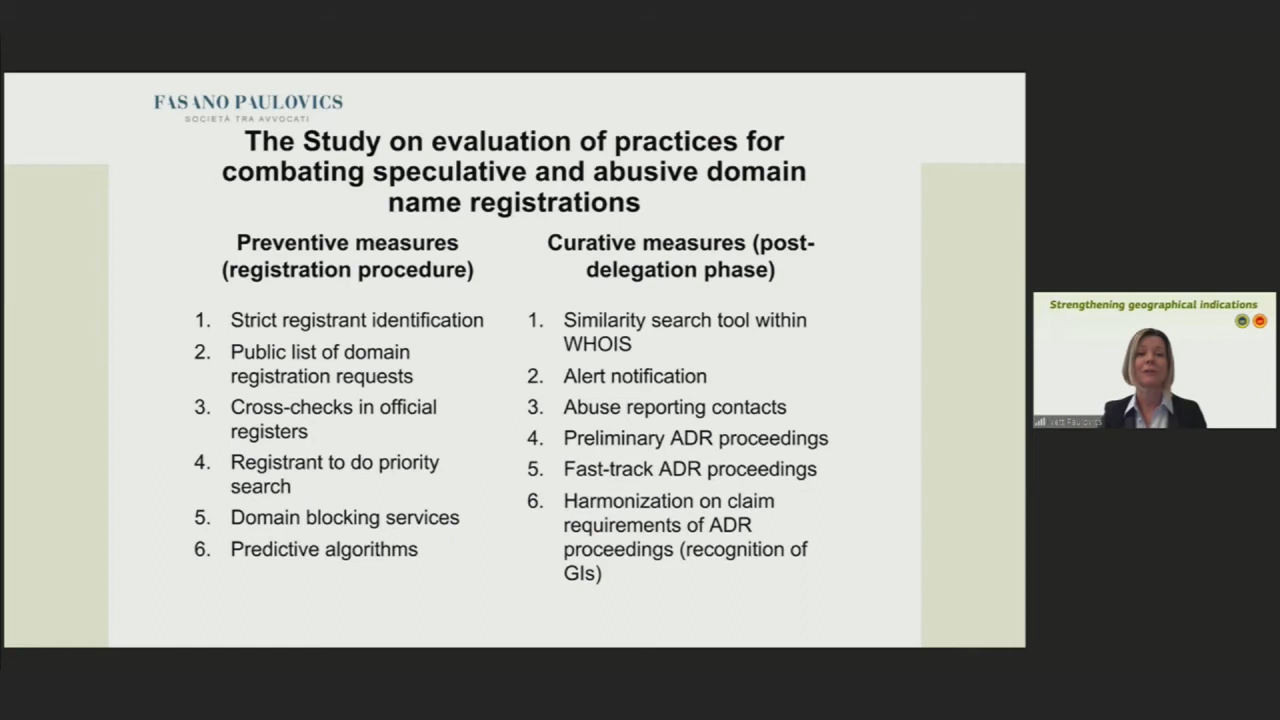 FASANO PAULOVICS
SOCIETÀ TRA AVVOCATI
The Study on evaluation of practices for
combating speculative and abusive domain
name registrations
Preventive measures
(registration procedure)
1. Strict registrant identification
2. Public list of domain
registration requests
3. Cross-checks in official
registers
4. Registrant to do priority
search
5. Domain blocking services
6. Predictive algorithms
Curative measures (post-
delegation phase)
1. Similarity search tool within
WHOIS
2. Alert notification
3. Abuse reporting contacts
4. Preliminary ADR proceedings
5. Fast-track ADR proceedings
6. Harmonization on claim
requirements of ADR
proceedings (recognition of
GIs)
Strengthening geographical indications
Paulovics